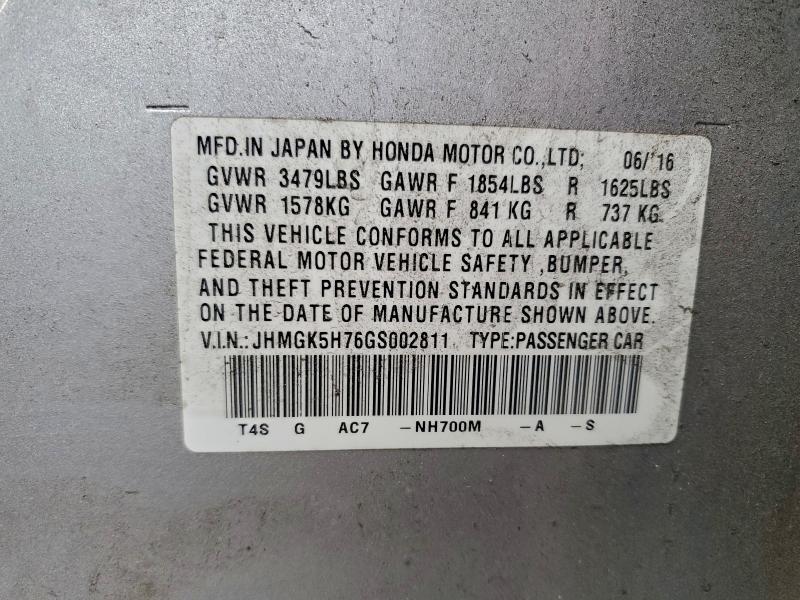 MFD.IN JAPAN BY HONDA MOTOR CO.,LTD; 06/'16
GVWR 3479LBS GAWR F 1854LBS R 1625LBS
GVWR 1578KG GAWR F 841 KG R 737 KG
THIS VEHICLE CONFORMS TO ALL APPLICABLE
FEDERAL MOTOR VEHICLE SAFETY ,BUMPER,
AND THEFT PREVENTION STANDARDS IN EFFECT
ON THE DATE OF MANUFACTURE SHOWN ABOVE.
V.I.N.: JHMGK5H76GS002811 TYPE:PASSENGER CAR
T4S G AC7 -NH700M -A -S